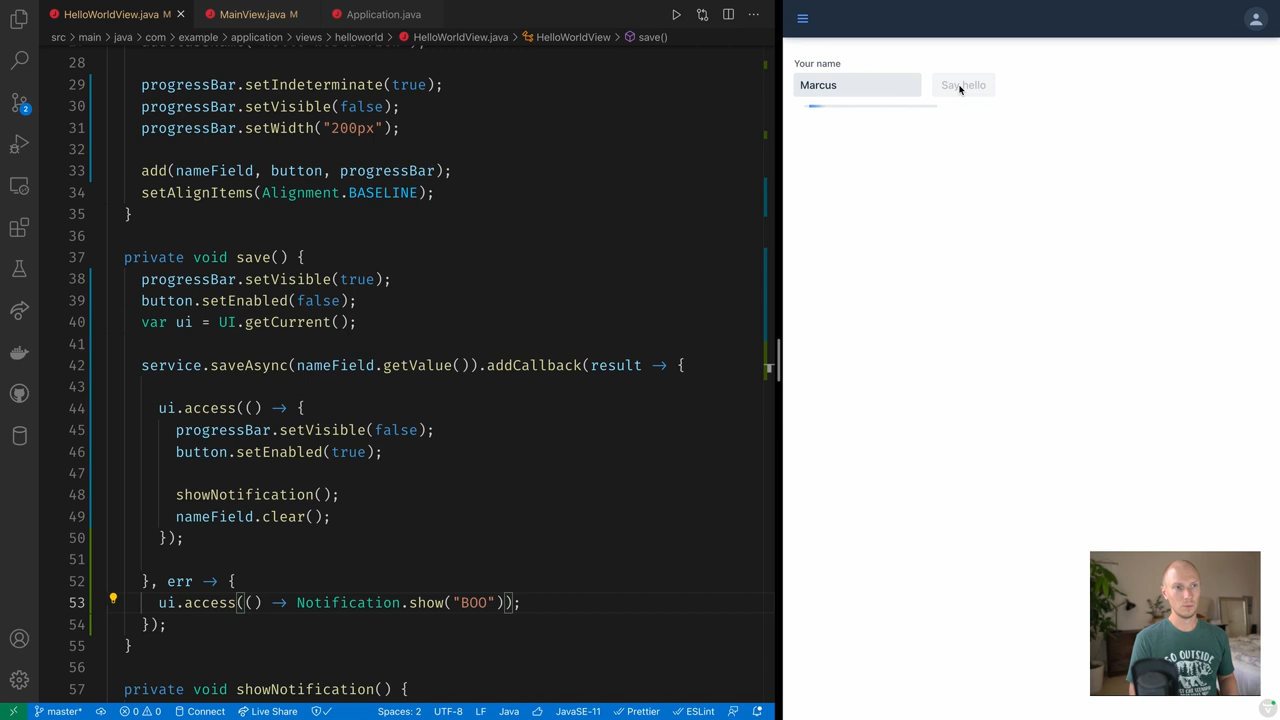 HelloWorldView.java M
MainView.java M
Application.java
src > main > java > com > example > application > views > helloworld > HelloWorldView.java > HelloWorldView > save()
28
29 progressBar.setIndeterminate(true);
30 progressBar.setVisible(false);
31 progressBar.setWidth("200px");
32
33 add(nameField, button, progressBar);
34 setAlignItems(Alignment.BASELINE);
35 }
36
37 private void save() {
38 progressBar.setVisible(true);
39 button.setEnabled(false);
40 var ui = UI.getCurrent();
41
42 service.saveAsync(nameField.getValue()).addCallback(result → {
43
44 ui.access(() → {
45 progressBar.setVisible(false);
46 button.setEnabled(true);
47
48 showNotification();
49 nameField.clear();
50 });
51
52 }, err → {
53 ui.access(() → Notification.show("BOO"));
54 });
55 }
56
57 private void showNotification() {
2
master* 0 0 Connect Live Share Spaces: 2 UTF-8 LF Java JavaSE-11 Prettier ESLint
Your name
Marcus
Say hello
GO OUTSIDE